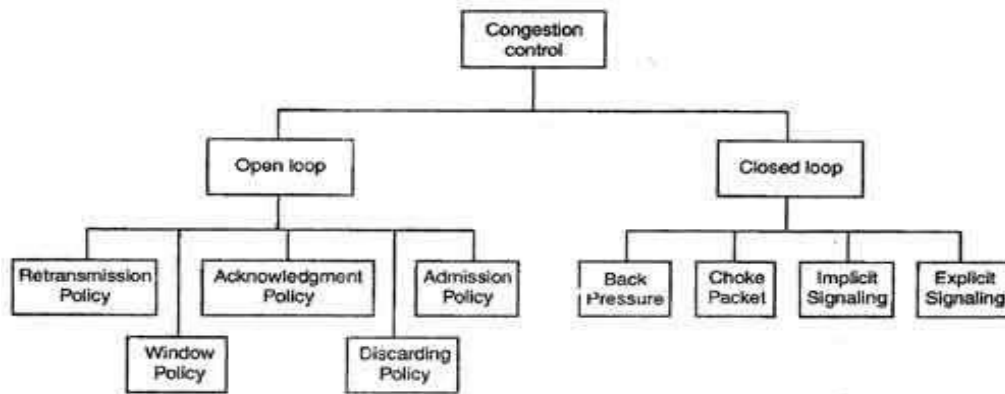 Congestion
control
Open loop
Closed loop
Retransmission
Policy
Acknowledgment
Policy
Admission
Policy
Back
Pressure
Choke
Packet
Implicit
Signaling
Explicit
Signaling
Window
Policy
Discarding
Policy